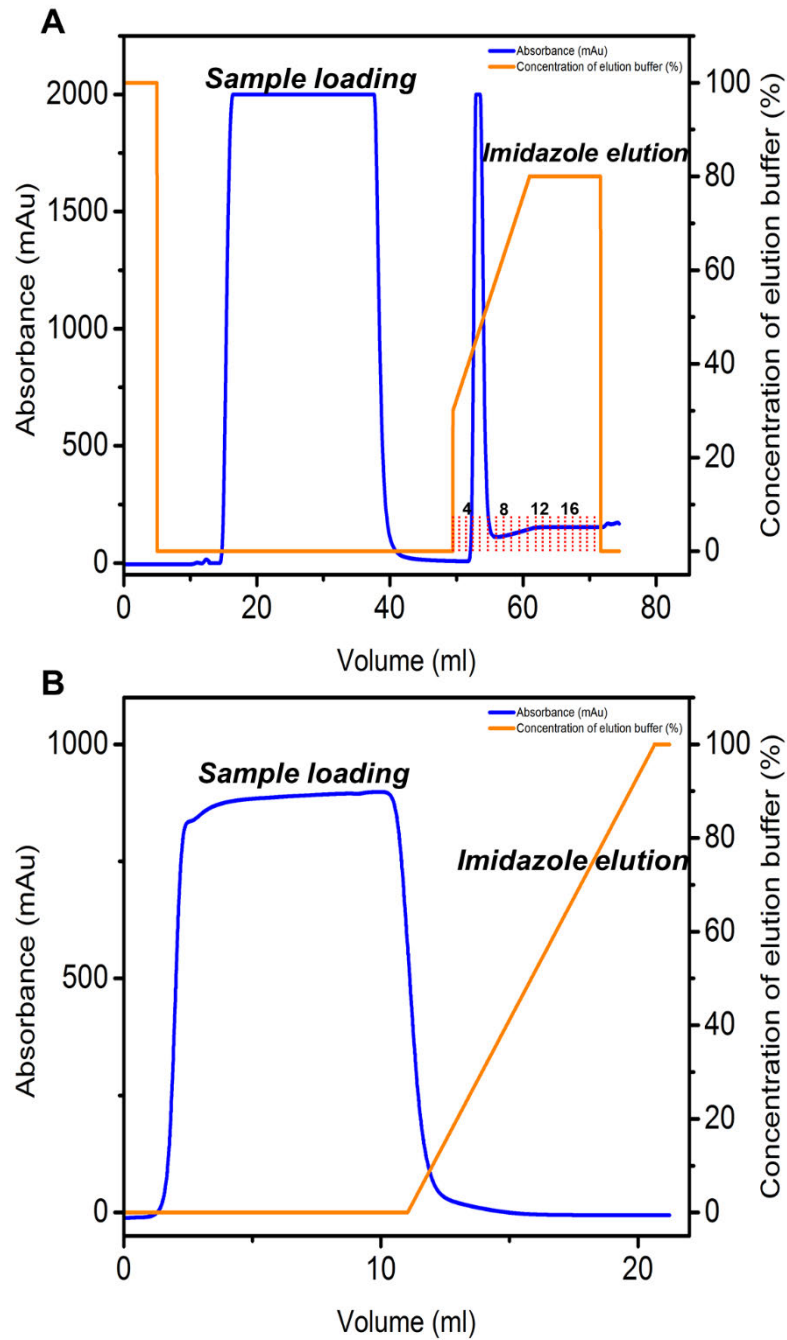 A
Absorbance (mAu)
Concentration of elution buffer (%)
Sample loading
Imidazole elution
2000
1500
1000
500
0
100
80
60
40
20
0
4 8 12 16
0 20 40 60 80
Absorbance (mAu)
Concentration of elution buffer (%)
Volume (ml)
B
Absorbance (mAu)
Concentration of elution buffer (%)
Sample loading
Imidazole elution
1000
500
0
100
80
60
40
20
0
0 10 20
Absorbance (mAu)
Concentration of elution buffer (%)
Volume (ml)